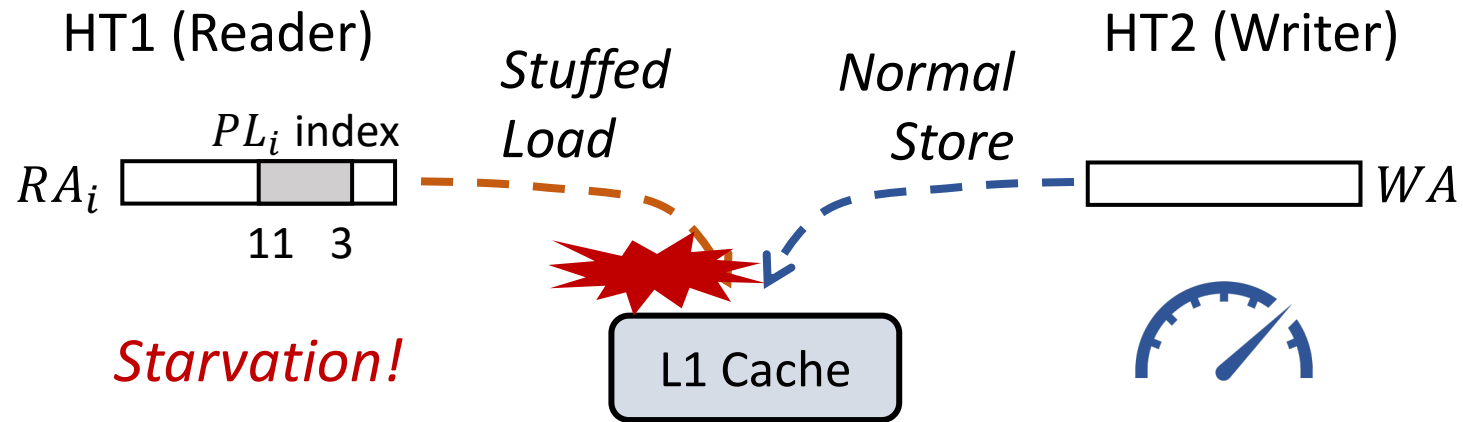 HT1 (Reader)
HT2 (Writer)
Stuffed
Load
Normal
Store
PLᵢ index
RAᵢ
WA
11 3
Starvation!
L1 Cache